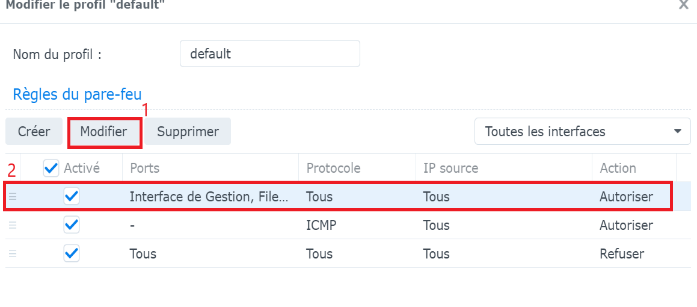 Modifier le profil "default" X
Nom du profil : default
Règles du pare-feu
1
Créer Modifier Supprimer Toutes les interfaces
2 Activé Ports Protocole IP source Action
Interface de Gestion, File... Tous Tous Autoriser
- ICMP Tous Autoriser
Tous Tous Tous Refuser